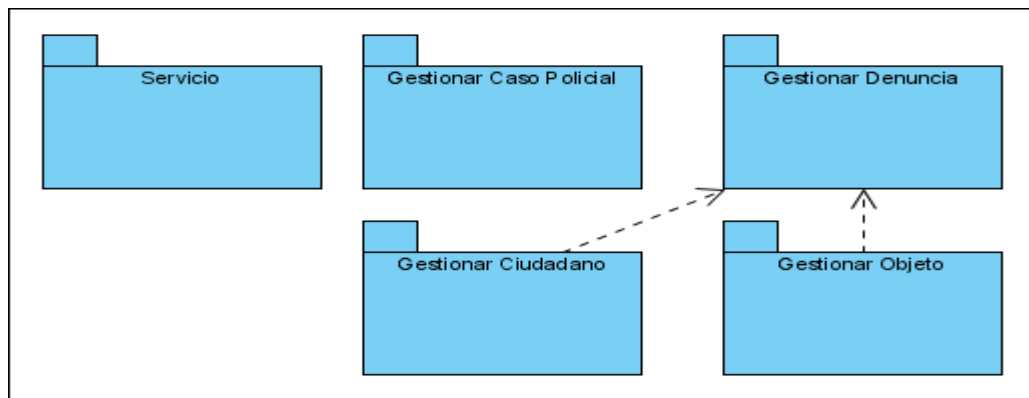 Servicio
Gestionar Caso Policial
Gestionar Denuncia
Gestionar Ciudadano
Gestionar Objeto